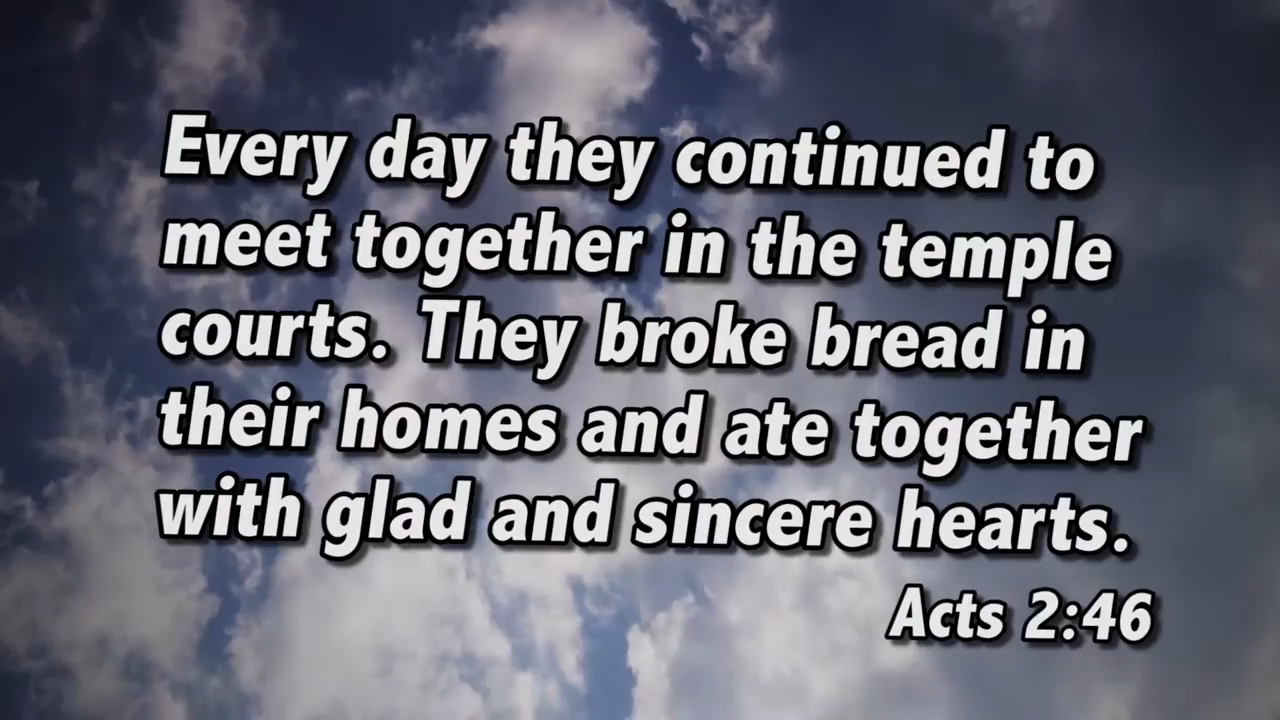 Every day they continued to
meet together in the temple
courts. They broke bread in
their homes and ate together
with glad and sincere hearts.
Acts 2:46